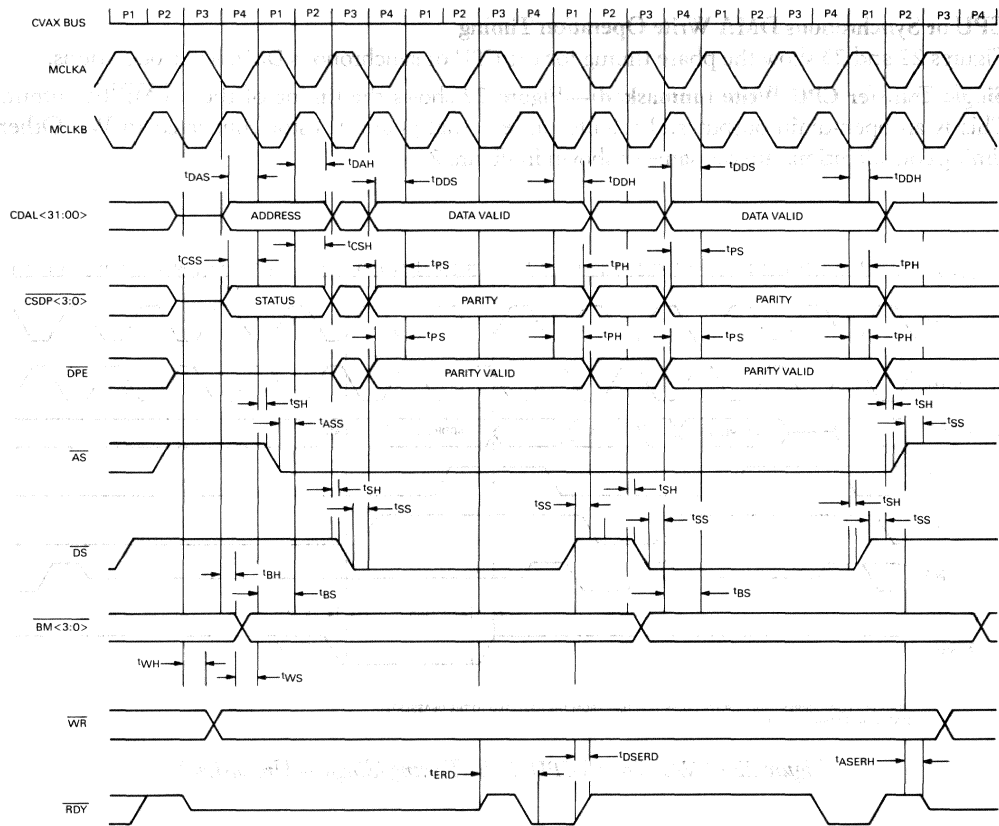 CVAX BUS P1 P2 P3 P4 P1 P2 P3 P4 P1 P2 P3 P4 P1 P2 P3 P4 P1 P2 P3 P4 P1 P2 P3 P4
MCLKA
MCLKB
tDAS tDAH tDDS tDDH tDDS tDDH
CDAL<31:00> ADDRESS DATA VALID DATA VALID
tCSS tCSH tPS tPH tPS tPH
CSDP<3:0> STATUS PARITY PARITY
tPS tPH tPS tPH
DPE PARITY VALID PARITY VALID
tSH tSH
tASS tSS
AS
tSH tSH tSH
tSS tSS tSS tSS
DS
tBH
tBS tBS
BM<3:0>
tWH tWS
WR
tERD tDSERD tASERH
RDY